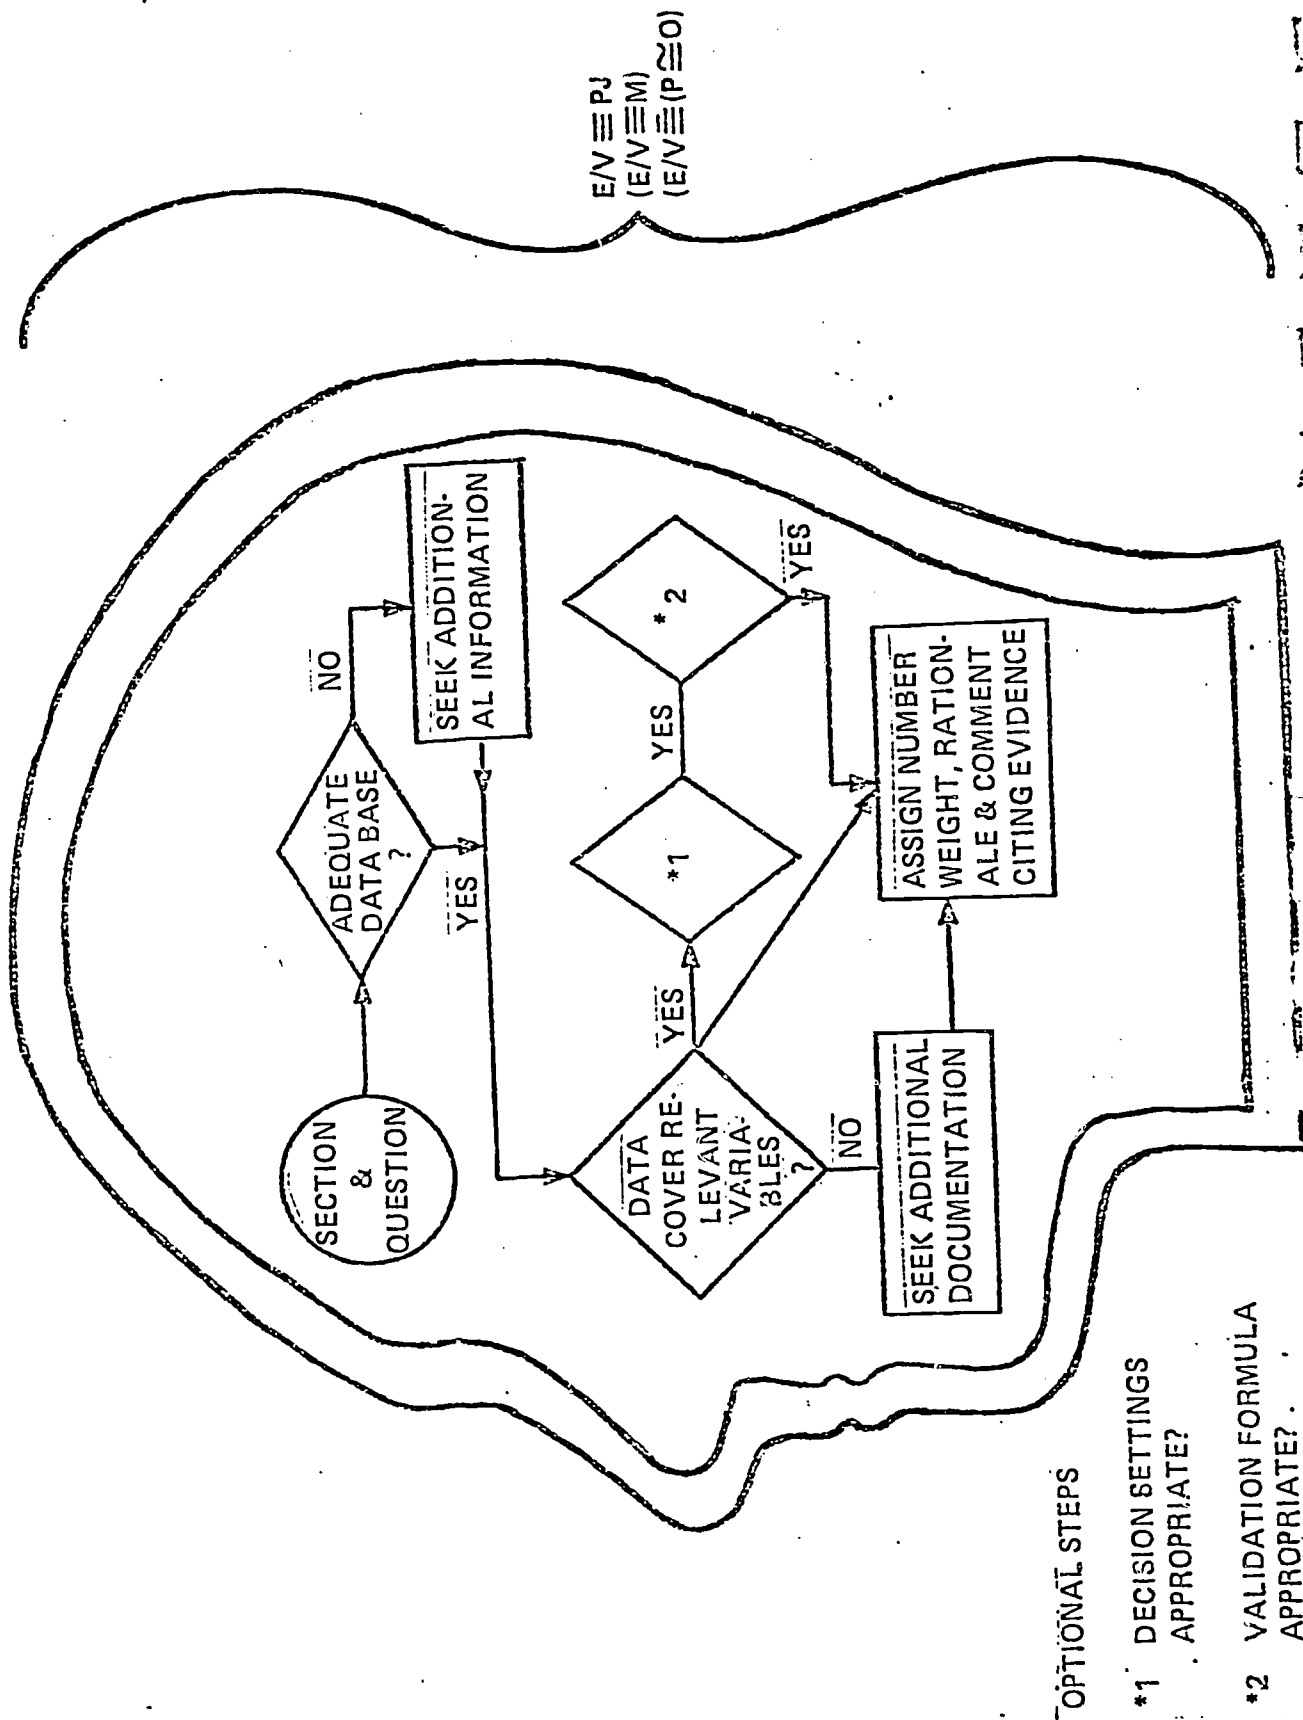 SECTION
&
QUESTION
ADEQUATE
DATA BASE
?
NO
YES
SEEK ADDITION-
AL INFORMATION
DATA
COVER RE-
LEVANT
VARIA-
BLES
?
YES
NO
*1
YES
*2
YES
SEEK ADDITIONAL
DOCUMENTATION
ASSIGN NUMBER
WEIGHT, RATION-
ALE & COMMENT
CITING EVIDENCE
E/V ≡ PJ
(E/V ≡ M)
(E/V ≡ (P ≅ O)
OPTIONAL STEPS
*1 DECISION SETTINGS
APPROPRIATE?
*2 VALIDATION FORMULA
APPROPRIATE?